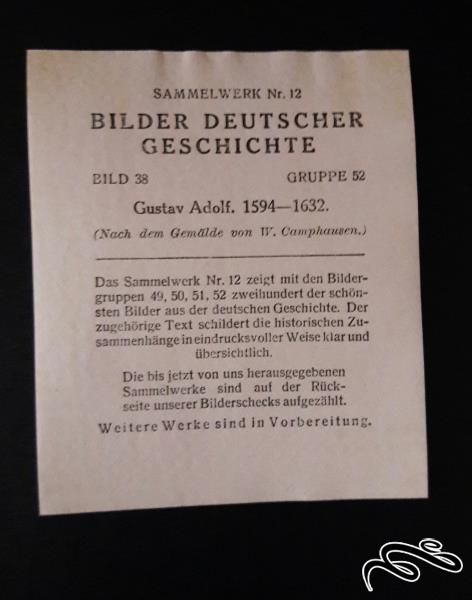 SAMMELWERK Nr. 12
BILDER DEUTSCHER
GESCHICHTE
BILD 38 GRUPPE 52
Gustav Adolf. 1594—1632.
(Nach dem Gemälde von W. Camphausen.)
Das Sammelwerk Nr. 12 zeigt mit den Bilder-
gruppen 49, 50, 51, 52 zweihundert der schön-
sten Bilder aus der deutschen Geschichte. Der
zugehörige Text schildert die historischen Zu-
sammenhänge in eindrucksvoller Weise klar und
übersichtlich.
Die bis jetzt von uns herausgegebenen
Sammelwerke sind auf der Rück-
seite unserer Bilderschecks aufgezählt.
Weitere Werke sind in Vorbereitung.